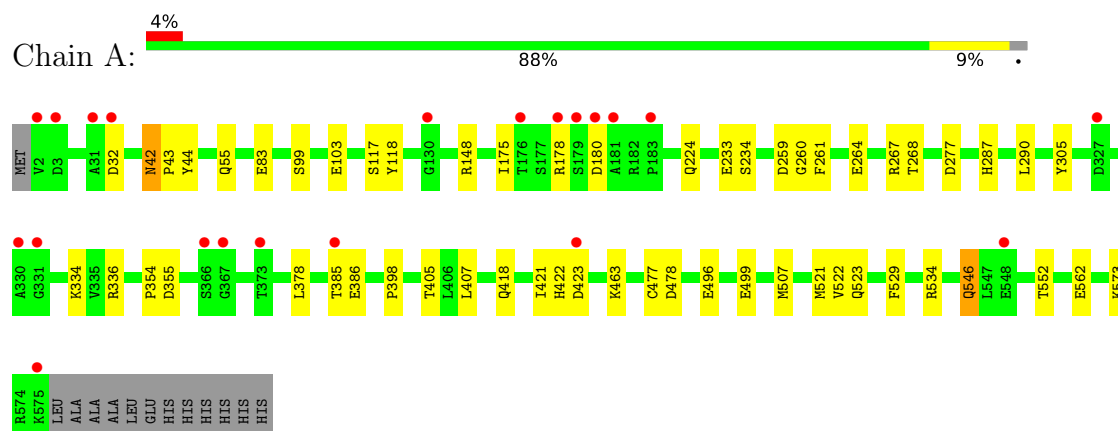 4%
Chain A:
88% 9% •
MET V2 D3 A31 D32 N42 P43 Y44 Q55 E83 S99 E103 S117 Y118 G130 R148 I175 T176 S177 R178 S179 D180 A181 R182 P183 Q224 E233 S234 D259 G260 F261 E264 R267 T268 D277 H287 L290 Y305 D327
A330 G331 K334 V335 R336 P354 D355 S366 G367 T373 L378 T385 E386 P398 T405 L406 L407 Q418 I421 H422 D423 K463 C477 D478 E496 E499 M507 M521 V522 Q523 F529 R534 Q546 L547 E548 T552 E562 K573
R574 K575 LEU ALA ALA ALA LEU GLU HIS HIS HIS HIS HIS HIS